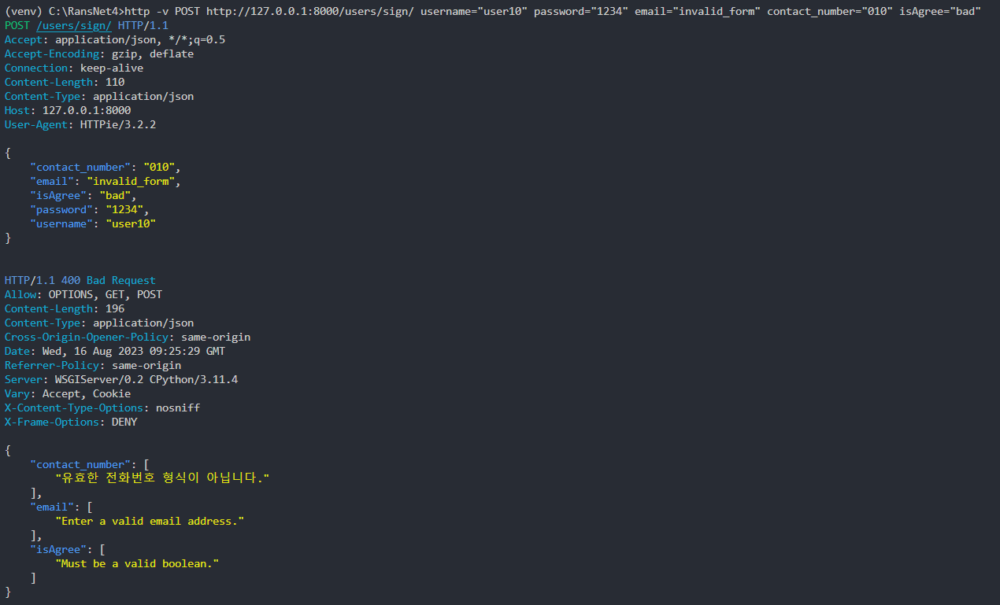 (venv) C:\RansNet4>http -v POST http://127.0.0.1:8000/users/sign/ username="user10" password="1234" email="invalid_form" contact_number="010" isAgree="bad"
POST /users/sign/ HTTP/1.1
Accept: application/json, */*;q=0.5
Accept-Encoding: gzip, deflate
Connection: keep-alive
Content-Length: 110
Content-Type: application/json
Host: 127.0.0.1:8000
User-Agent: HTTPie/3.2.2
{
    "contact_number": "010",
    "email": "invalid_form",
    "isAgree": "bad",
    "password": "1234",
    "username": "user10"
}
HTTP/1.1 400 Bad Request
Allow: OPTIONS, GET, POST
Content-Length: 196
Content-Type: application/json
Cross-Origin-Opener-Policy: same-origin
Date: Wed, 16 Aug 2023 09:25:29 GMT
Referrer-Policy: same-origin
Server: WSGIServer/0.2 CPython/3.11.4
Vary: Accept, Cookie
X-Content-Type-Options: nosniff
X-Frame-Options: DENY
{
    "contact_number": [
        "유효한 전화번호 형식이 아닙니다."
    ],
    "email": [
        "Enter a valid email address."
    ],
    "isAgree": [
        "Must be a valid boolean."
    ]
}